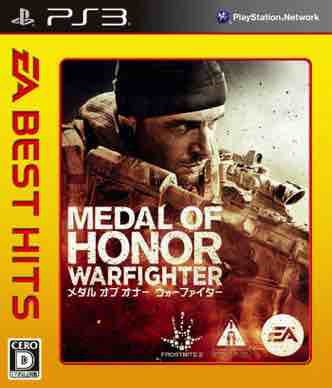 PS3
PlayStation Network
EA BEST HITS
MEDAL OF
HONOR
WARFIGHTER
メダル オブ オナー ウォーファイター
FROSTBITE 2
EA
CERO
D